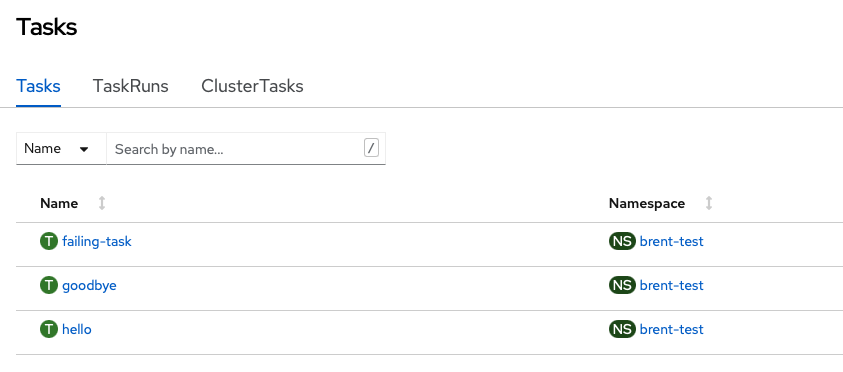 Tasks
Tasks TaskRuns ClusterTasks
Name Search by name... /
Name Namespace
T failing-task NS brent-test
T goodbye NS brent-test
T hello NS brent-test